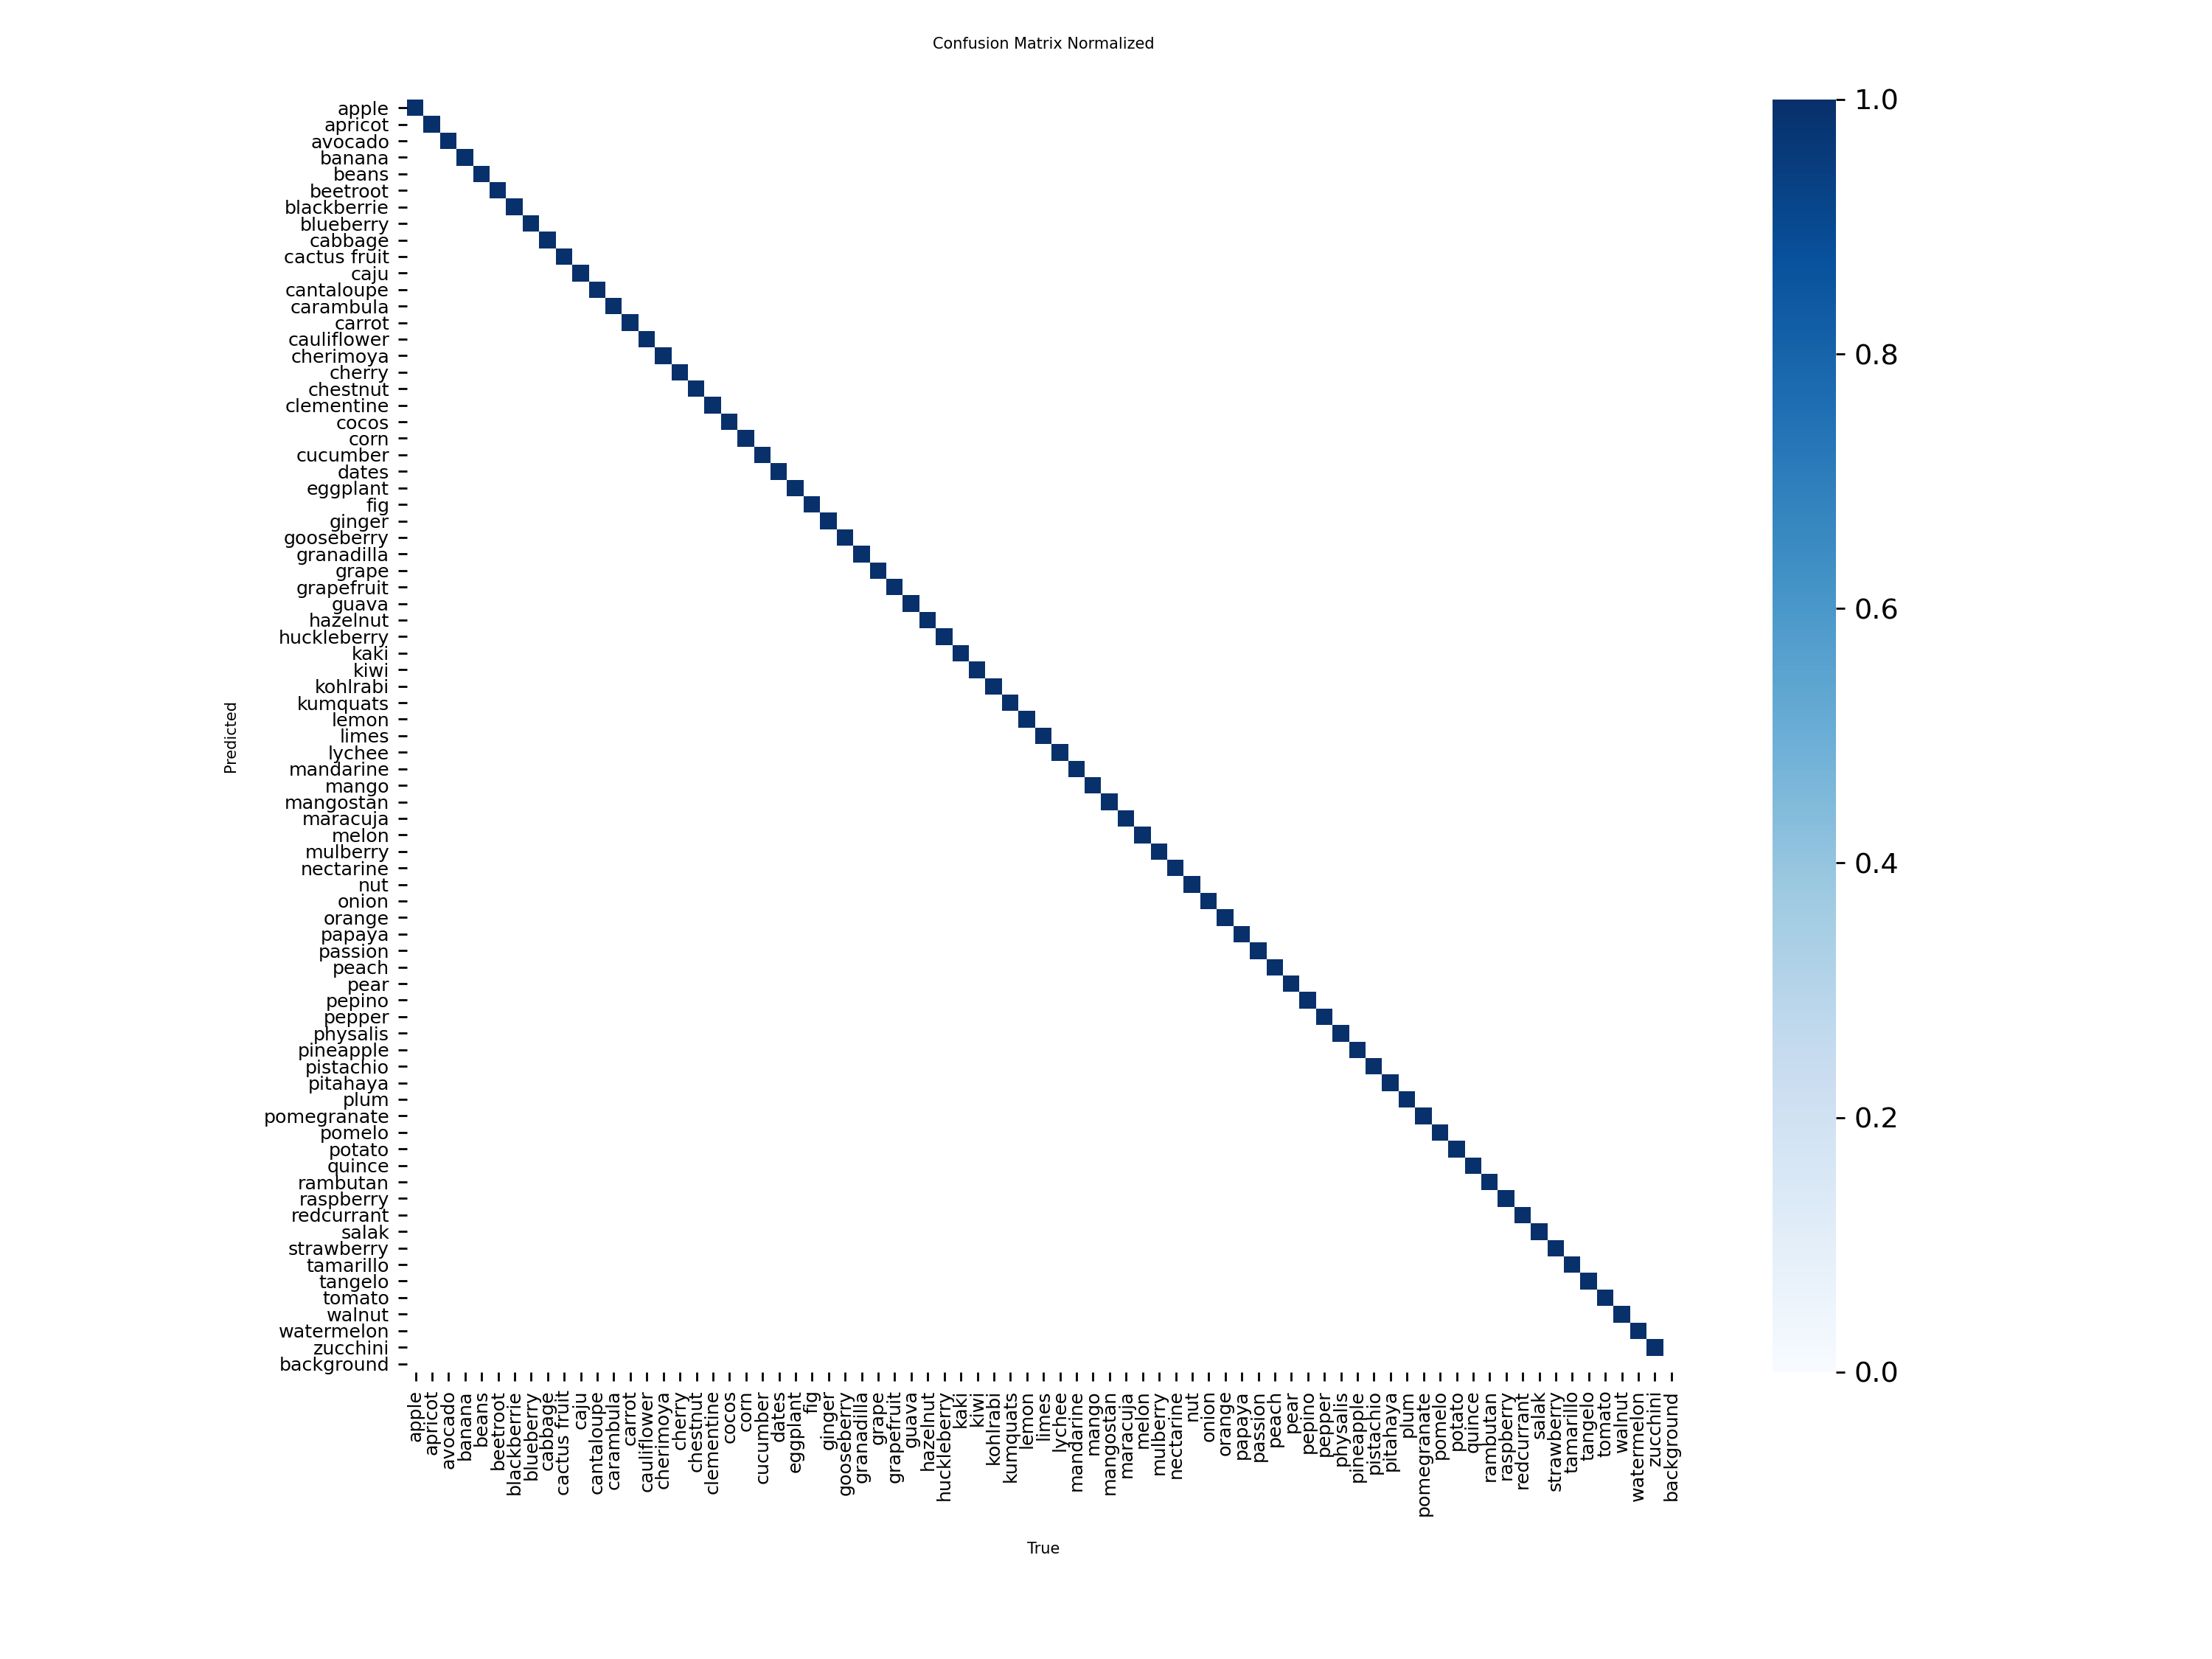 Confusion Matrix Normalized
apple
apricot
avocado
banana
beans
beetroot
blackberrie
blueberry
cabbage
cactus fruit
caju
cantaloupe
carambula
carrot
cauliflower
cherimoya
cherry
chestnut
clementine
cocos
corn
cucumber
dates
eggplant
fig
ginger
gooseberry
granadilla
grape
grapefruit
guava
hazelnut
huckleberry
kaki
kiwi
kohlrabi
kumquats
lemon
limes
lychee
mandarine
mango
mangostan
maracuja
melon
mulberry
nectarine
nut
onion
orange
papaya
passion
peach
pear
pepino
pepper
physalis
pineapple
pistachio
pitahaya
plum
pomegranate
pomelo
potato
quince
rambutan
raspberry
redcurrant
salak
strawberry
tamarillo
tangelo
tomato
walnut
watermelon
zucchini
background
Predicted
apple
apricot
avocado
banana
beans
beetroot
blackberrie
blueberry
cabbage
cactus fruit
caju
cantaloupe
carambula
carrot
cauliflower
cherimoya
cherry
chestnut
clementine
cocos
corn
cucumber
dates
eggplant
fig
ginger
gooseberry
granadilla
grape
grapefruit
guava
hazelnut
huckleberry
kaki
kiwi
kohlrabi
kumquats
lemon
limes
lychee
mandarine
mango
mangostan
maracuja
melon
mulberry
nectarine
nut
onion
orange
papaya
passion
peach
pear
pepino
pepper
physalis
pineapple
pistachio
pitahaya
plum
pomegranate
pomelo
potato
quince
rambutan
raspberry
redcurrant
salak
strawberry
tamarillo
tangelo
tomato
walnut
watermelon
zucchini
background
True
1.0
0.8
0.6
0.4
0.2
0.0